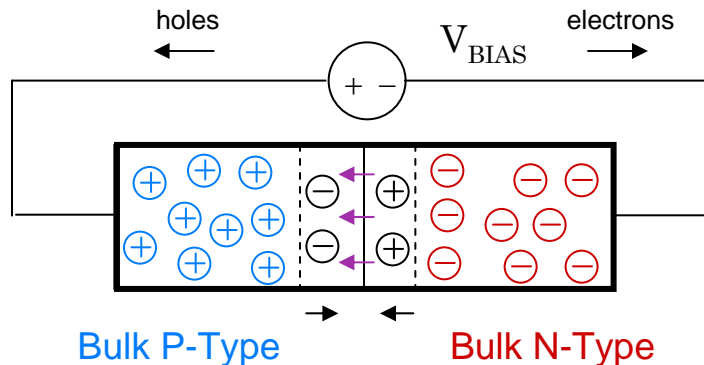 holes
electrons
V_BIAS
+ −
Bulk P-Type
Bulk N-Type